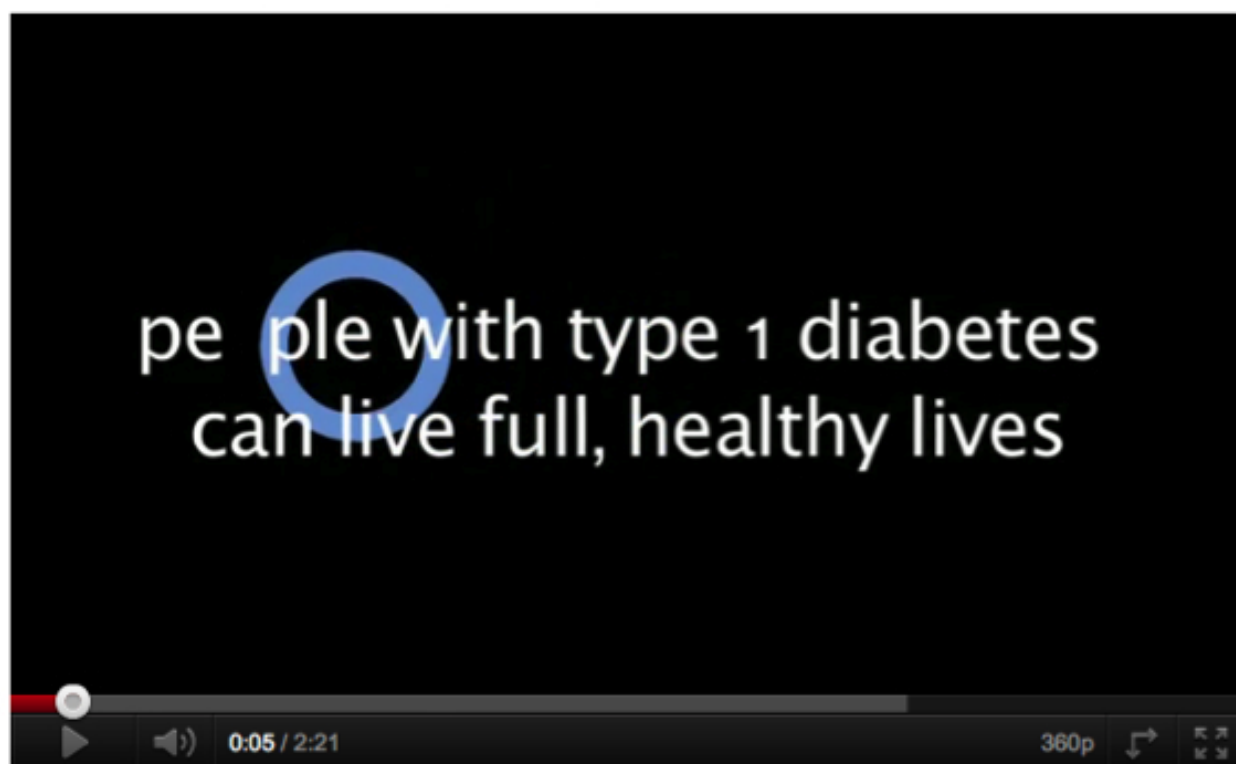 pe ple with type 1 diabetes
can live full, healthy lives
0:05 / 2:21 360p